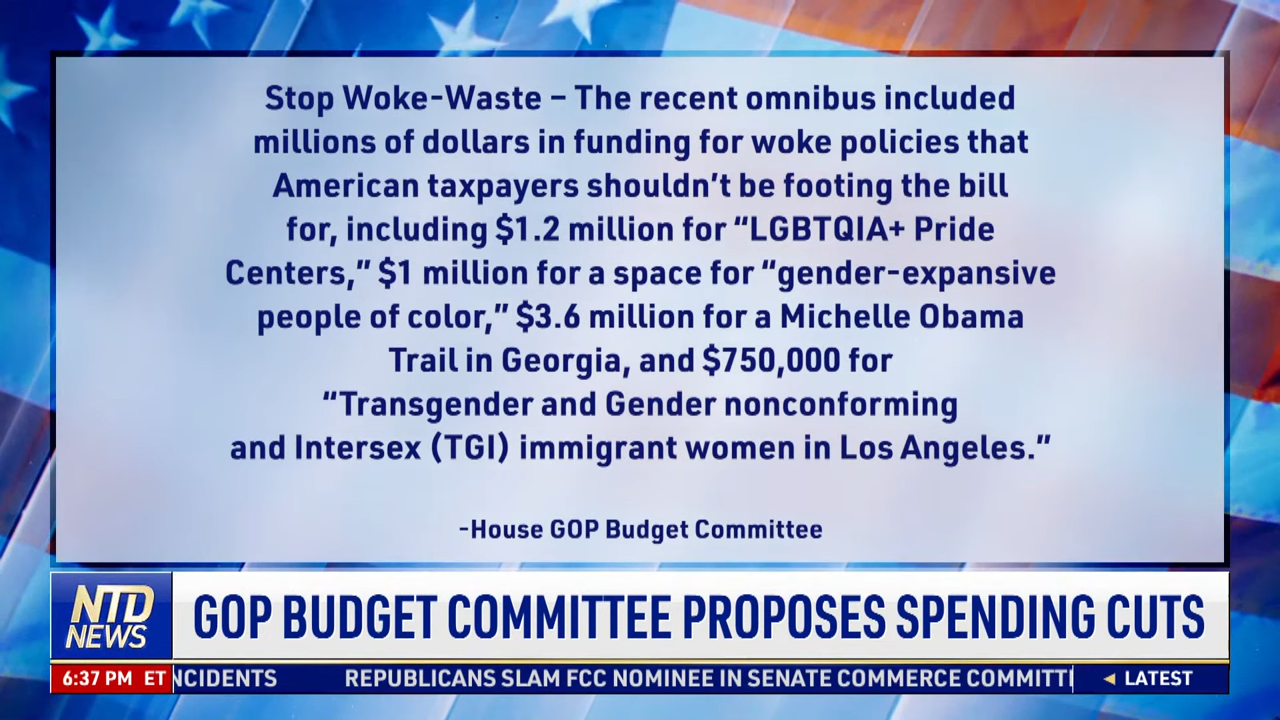 Stop Woke-Waste – The recent omnibus included
millions of dollars in funding for woke policies that
American taxpayers shouldn't be footing the bill
for, including $1.2 million for “LGBTQIA+ Pride
Centers,” $1 million for a space for “gender-expansive
people of color,” $3.6 million for a Michelle Obama
Trail in Georgia, and $750,000 for
“Transgender and Gender nonconforming
and Intersex (TGI) immigrant women in Los Angeles.”
-House GOP Budget Committee
NTD
NEWS
GOP BUDGET COMMITTEE PROPOSES SPENDING CUTS
6:37 PM ET
NCIDENTS REPUBLICANS SLAM FCC NOMINEE IN SENATE COMMERCE COMMITT
◄ LATEST